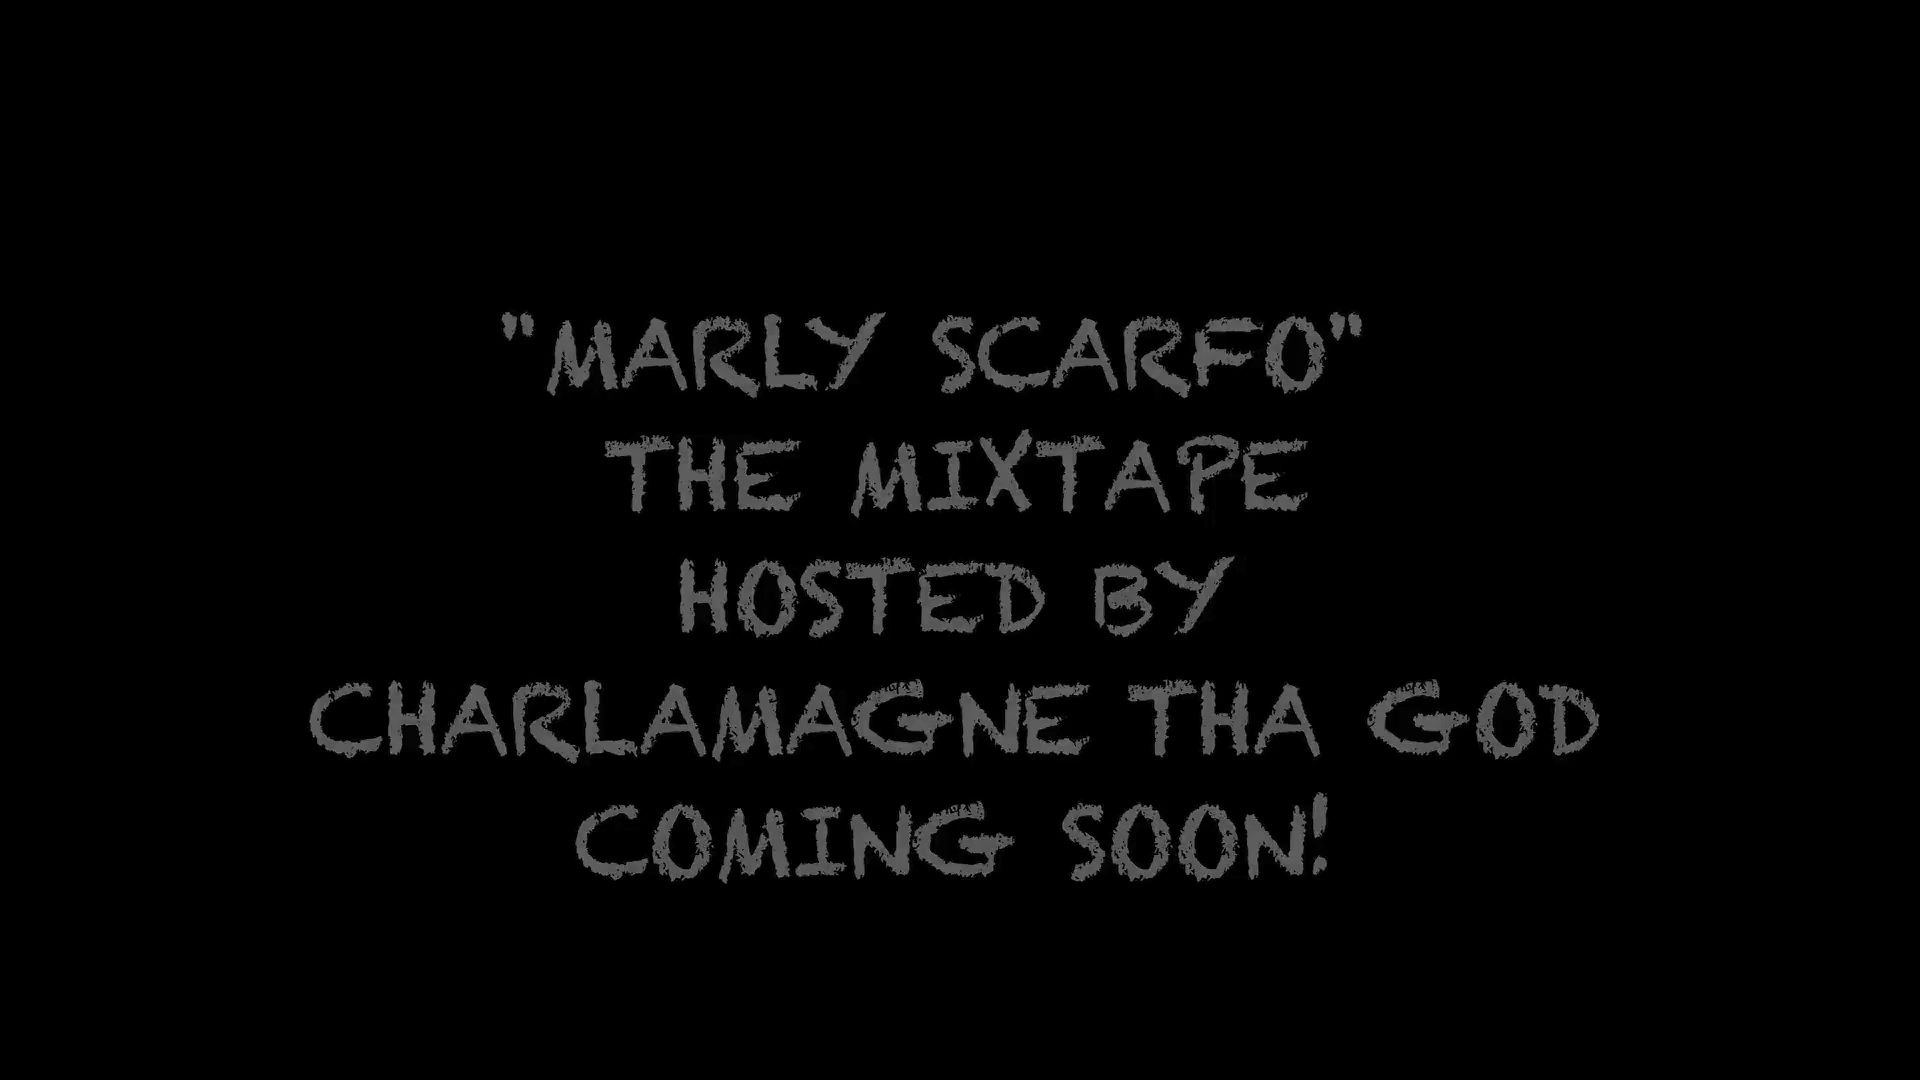 "MARLY SCARFO"
THE MIXTAPE
HOSTED BY
CHARLAMAGNE THA GOD
COMING SOON!